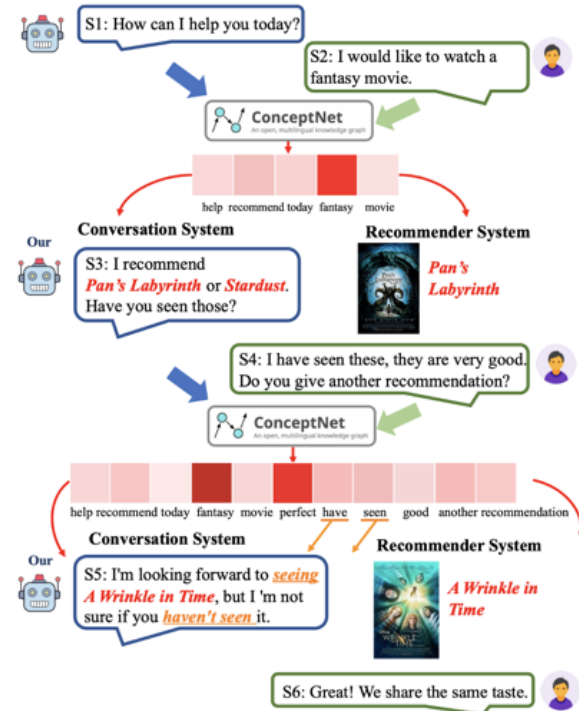 S1: How can I help you today?
S2: I would like to watch a
fantasy movie.
ConceptNet
An open, multilingual knowledge graph
help recommend today fantasy movie
Conversation System
Recommender System
Our
S3: I recommend
Pan's Labyrinth or Stardust.
Have you seen those?
Pan's
Labyrinth
S4: I have seen these, they are very good.
Do you give another recommendation?
ConceptNet
An open, multilingual knowledge graph
help recommend today fantasy movie perfect have seen good another recommendation
Conversation System
Recommender System
Our
S5: I'm looking forward to seeing
A Wrinkle in Time, but I 'm not
sure if you haven't seen it.
WRINKLE
TIME
A Wrinkle in
Time
S6: Great! We share the same taste.